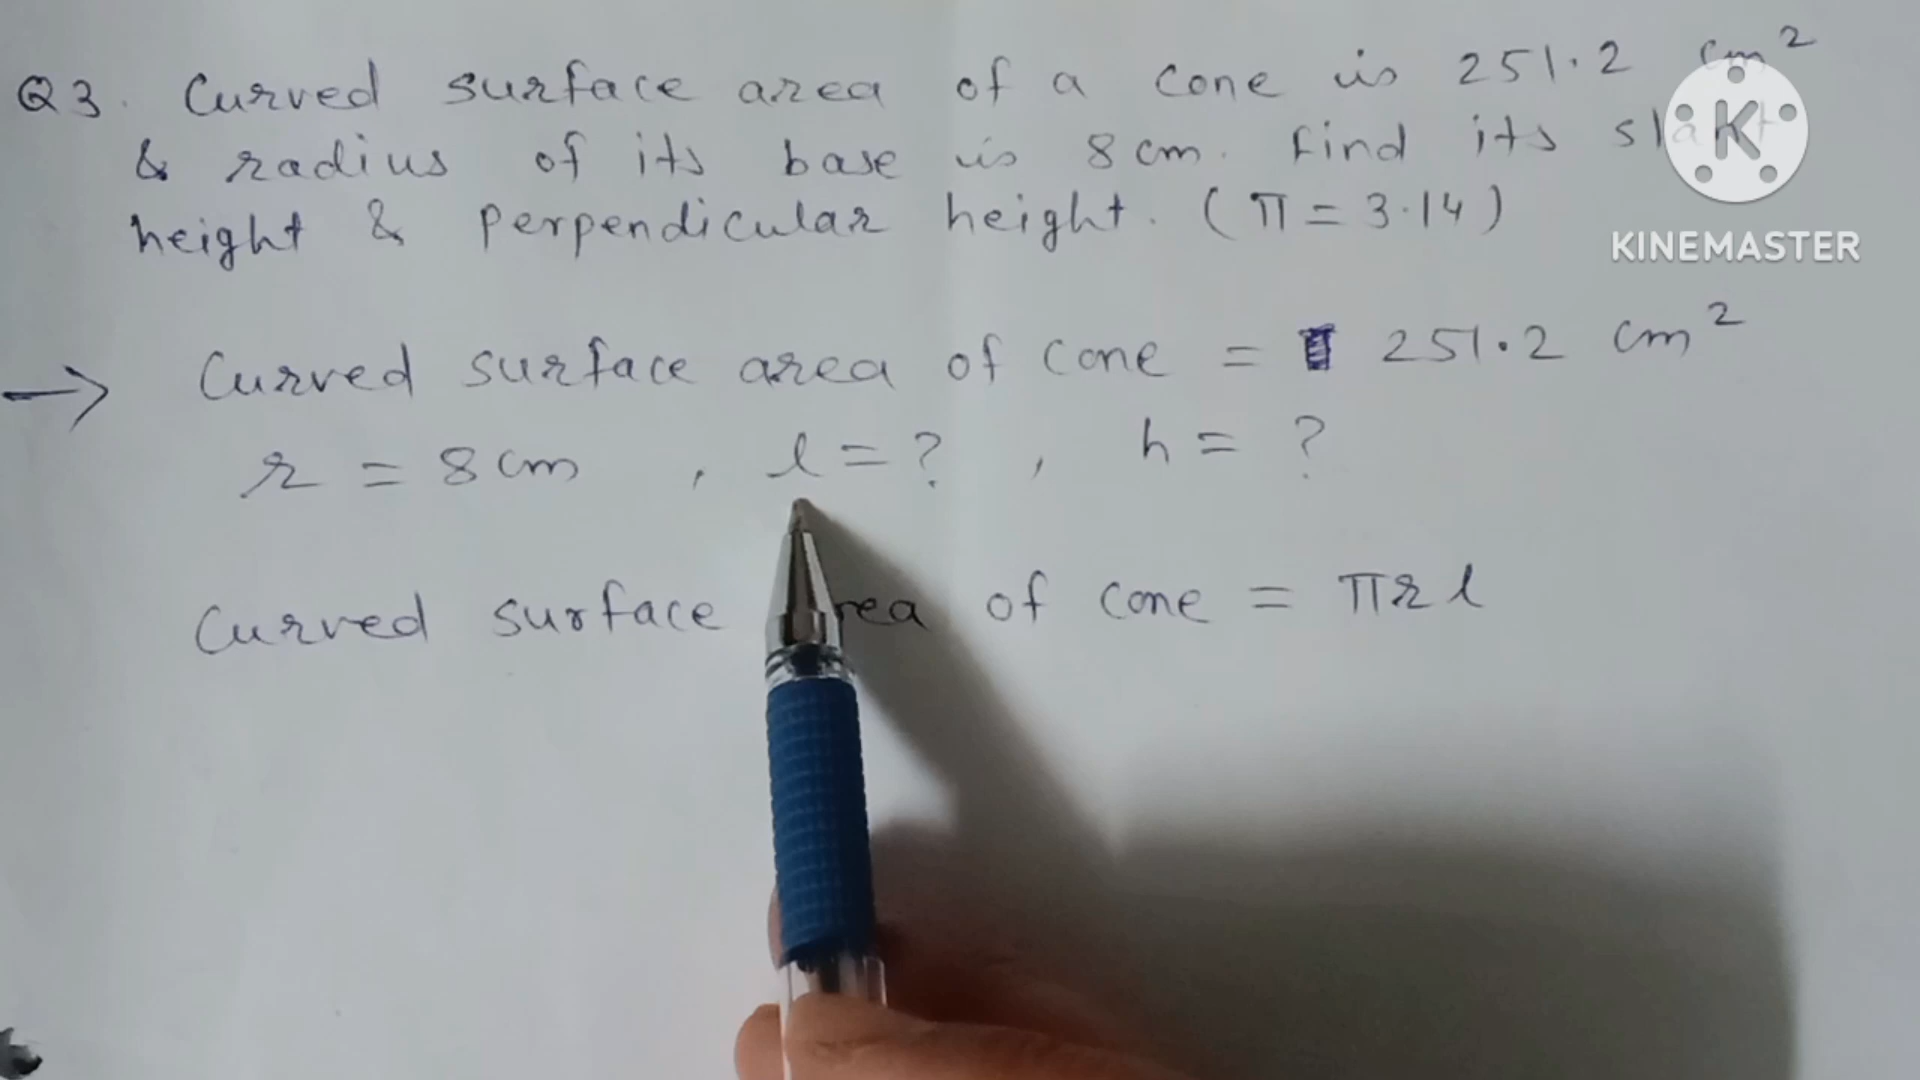 Q3. Curved surface area of a cone is 251.2 cm²
& radius of its base is 8 cm. Find its slant
height & perpendicular height. (π = 3.14)
K
KINEMASTER
→ Curved surface area of cone = 251.2 cm²
r = 8 cm , l = ? , h = ?
Curved surface area of cone = πrl